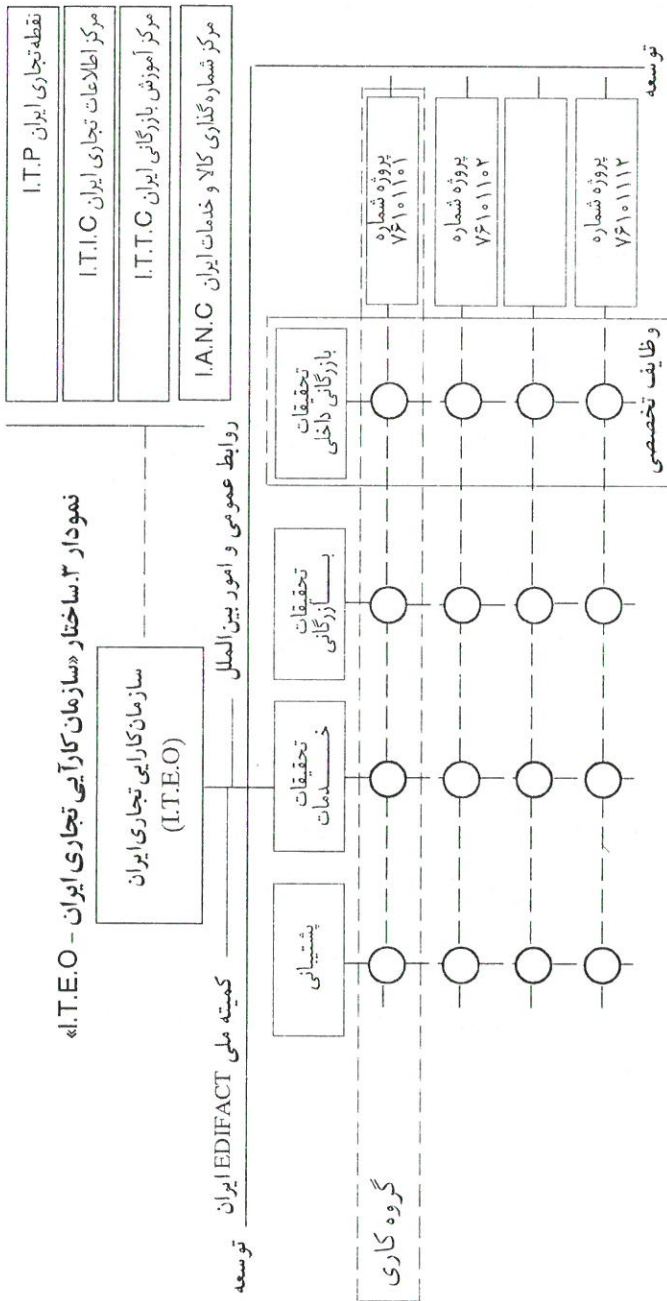 نمودار ۳.ساختار «سازمان کارآیی تجاری ایران – I.T.E.O»
نقطه تجاری ایران I.T.P
مرکز اطلاعات تجاری ایران I.T.I.C
مرکز آموزش بازرگانی ایران I.T.T.C
مرکز شماره گذاری کالا و خدمات ایران I.A.N.C
سازمان کارایی تجاری ایران
(I.T.E.O)
روابط عمومی و امور بین الملل
کمیته ملی EDIFACT ایران
توسعه
توسعه
تحقیقات
بازرگانی داخلی
تحقیقات
بازرگانی
تحقیقات
خدمات
پشتیبانی
پروژه شماره
۷۶۱۰۱۱۰۱
پروژه شماره
۷۶۱۰۱۱۰۲
پروژه شماره
۷۶۱۰۱۱۱۲
گروه کاری
وظایف تخصصی